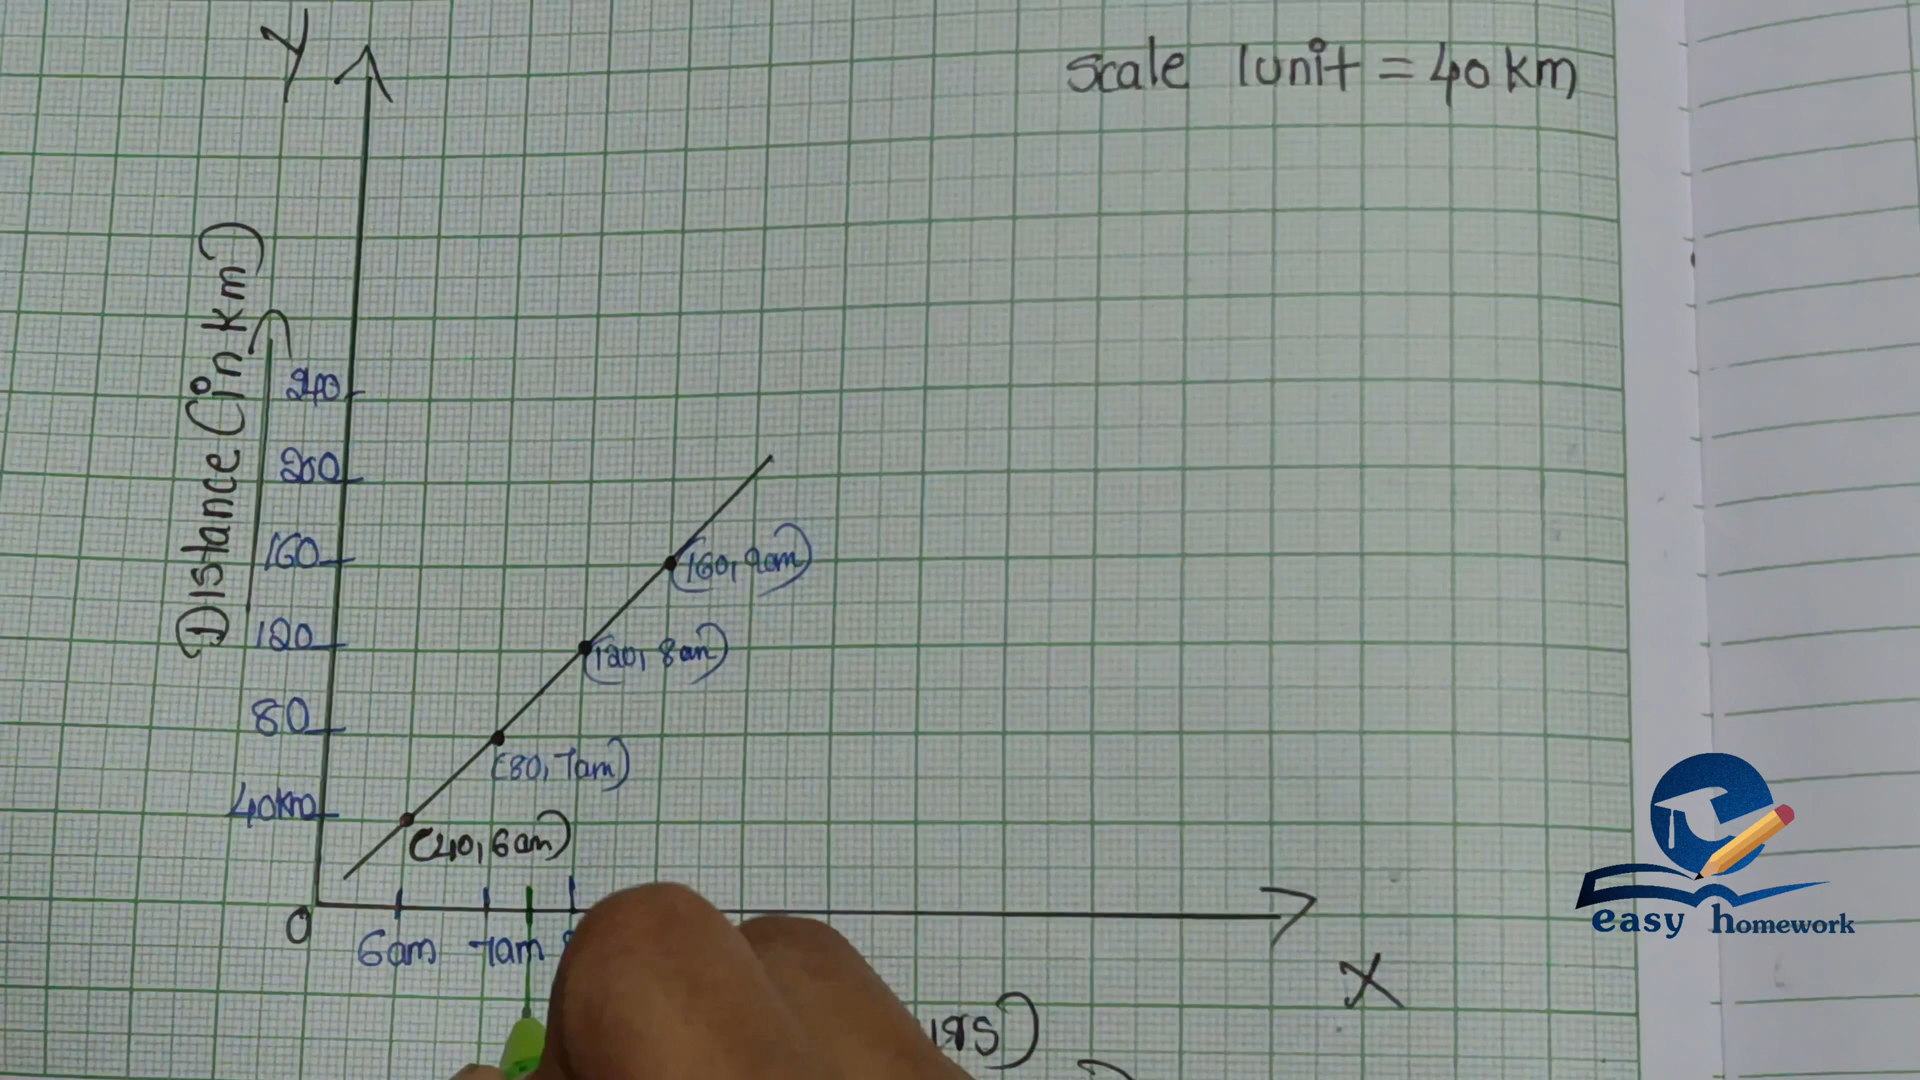 Y
scale 1unit = 40 km
Distance (in km)
240
200
160
120
80
40km
(160, 9am)
(120, 8am)
(80, 7am)
(40, 6am)
O
6am 7am
X
easy homework